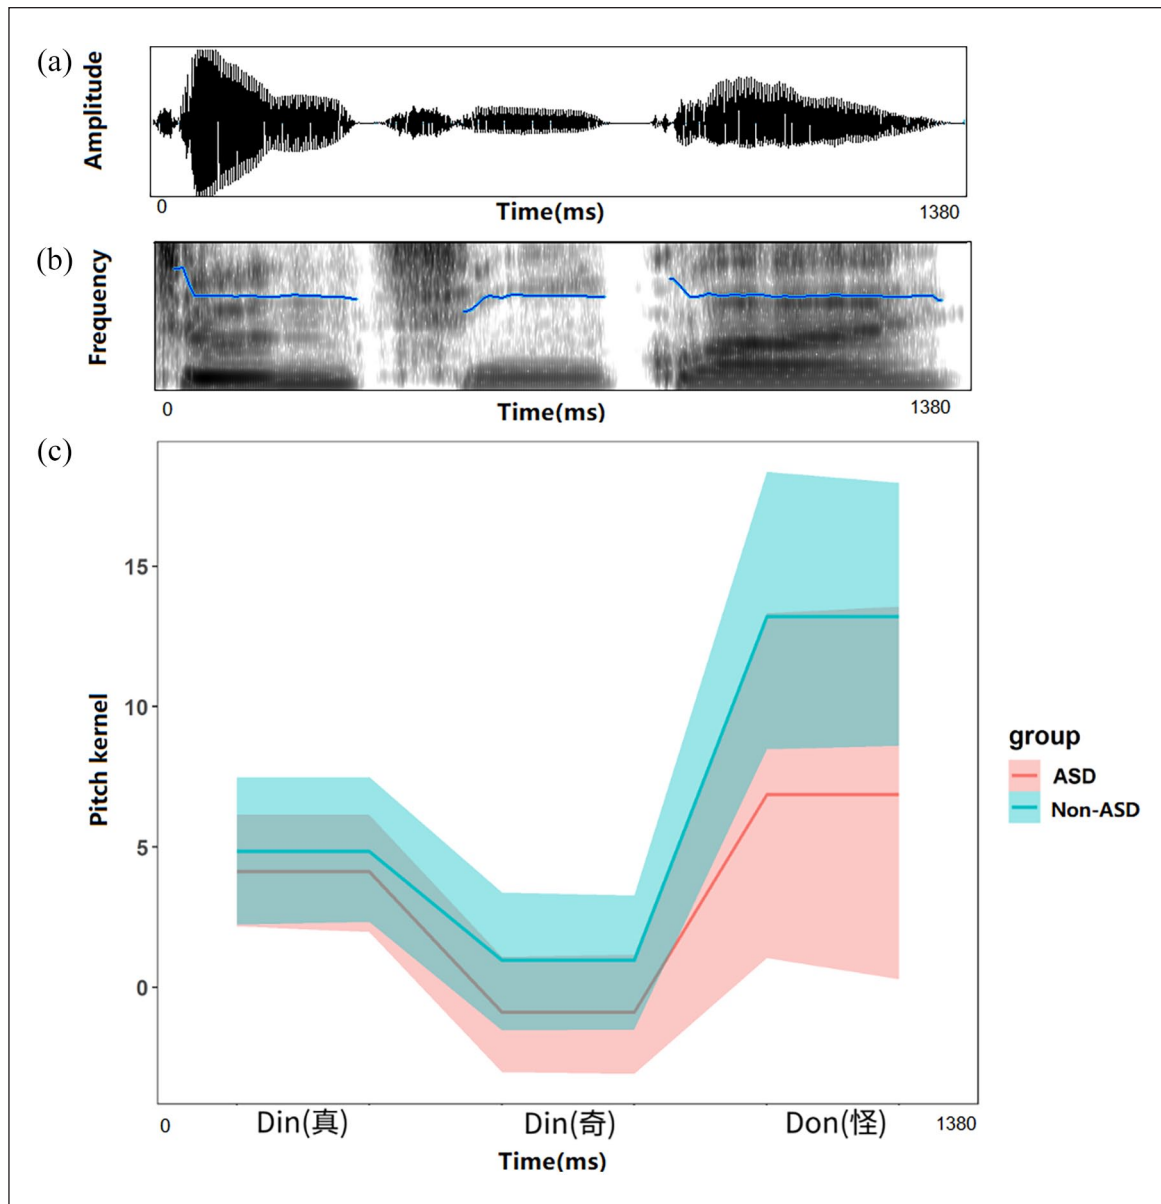 (a)
Amplitude
0
Time(ms)
1380
(b)
Frequency
0
Time(ms)
1380
(c)
Pitch kernel
15
10
5
0
0
Din(真)
Din(奇)
Don(怪)
1380
Time(ms)
group
ASD
Non-ASD